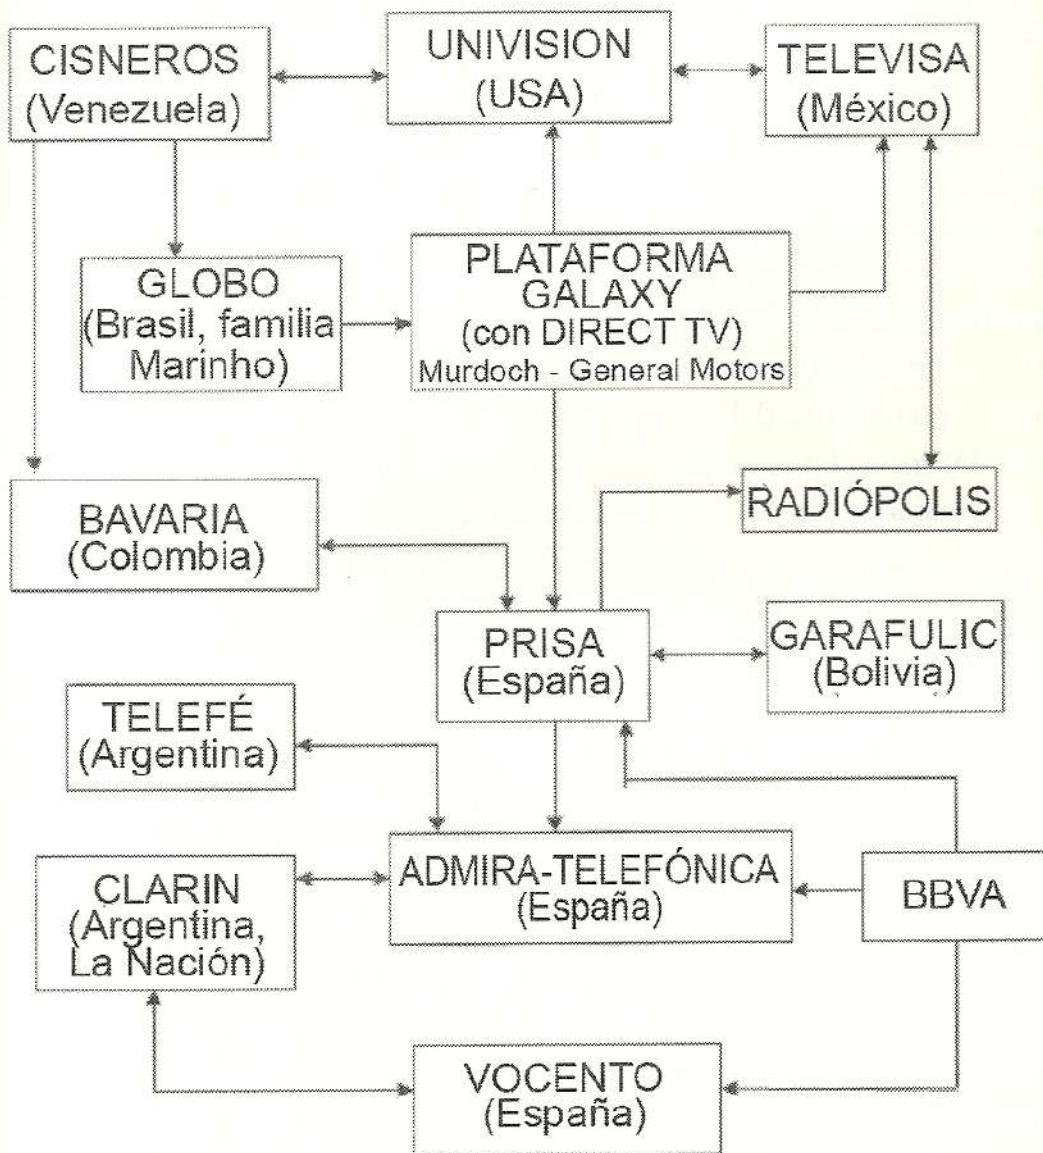 CISNEROS
(Venezuela)
UNIVISION
(USA)
TELEVISA
(México)
GLOBO
(Brasil, familia
Marinho)
PLATAFORMA
GALAXY
(con DIRECT TV)
Murdoch - General Motors
BAVARIA
(Colombia)
RADIÓPOLIS
PRISA
(España)
GARAFULIC
(Bolivia)
TELEFÉ
(Argentina)
ADMIRA-TELEFÓNICA
(España)
BBVA
CLARIN
(Argentina,
La Nación)
VOCENTO
(España)